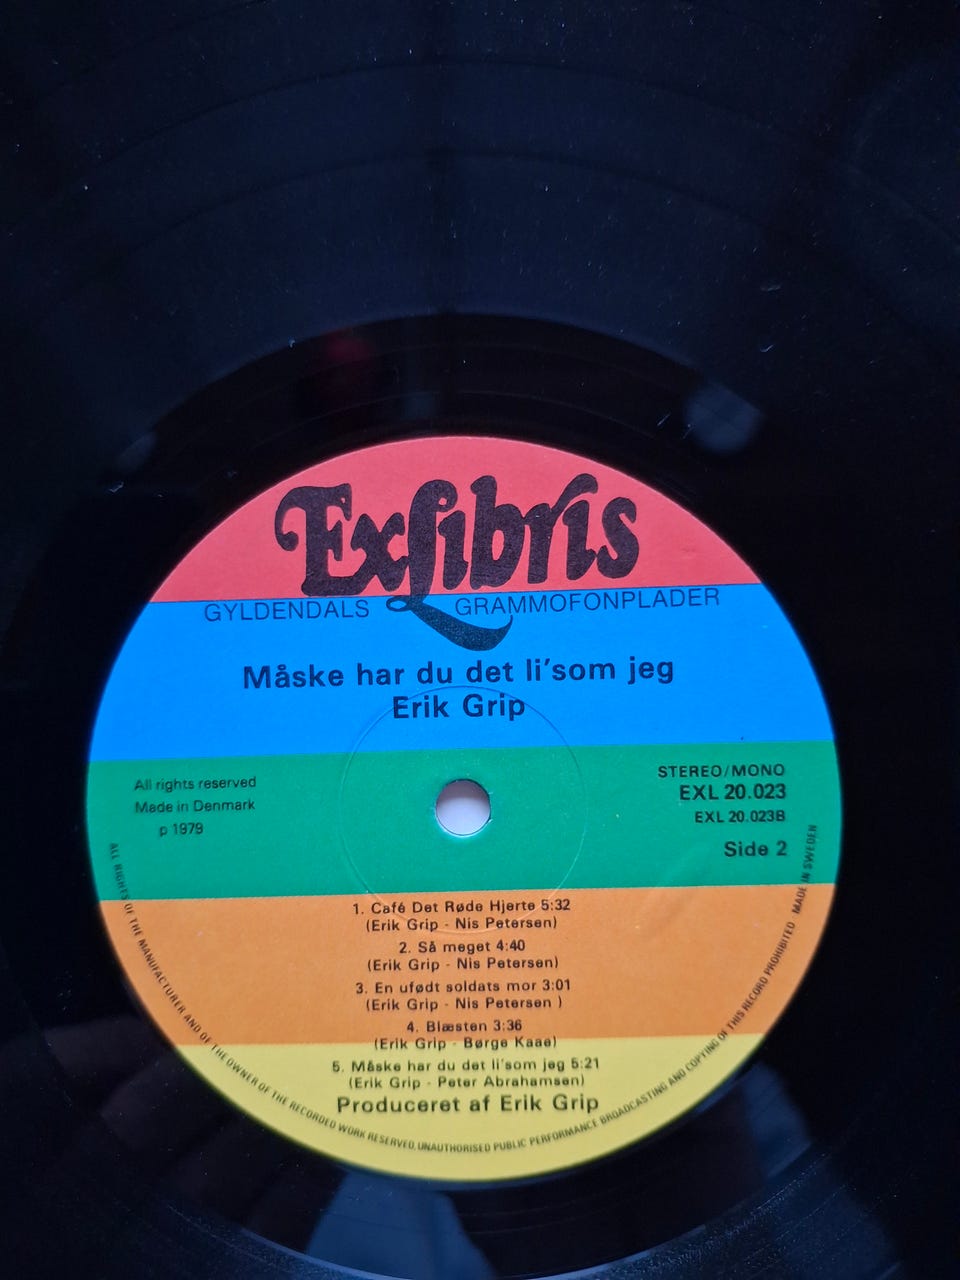 ExLibris
GYLDENDALS GRAMMOFONPLADER
Måske har du det li'som jeg
Erik Grip
All rights reserved
Made in Denmark
p 1979
STEREO/MONO
EXL 20.023
EXL 20.023B
Side 2
1. Café Det Røde Hjerte 5:32
(Erik Grip - Nis Petersen)
2. Så meget 4:40
(Erik Grip - Nis Petersen)
3. En ufødt soldats mor 3:01
(Erik Grip - Nis Petersen )
4. Blæsten 3:36
(Erik Grip - Børge Kaae)
5. Måske har du det li'som jeg 5:21
(Erik Grip - Peter Abrahamsen)
Produceret af Erik Grip
ALL RIGHTS OF THE MANUFACTURER AND OF THE OWNER OF THE RECORDED WORK RESERVED. UNAUTHORISED PUBLIC PERFORMANCE BROADCASTING AND COPYING OF THIS RECORD PROHIBITED MADE IN SWEDEN